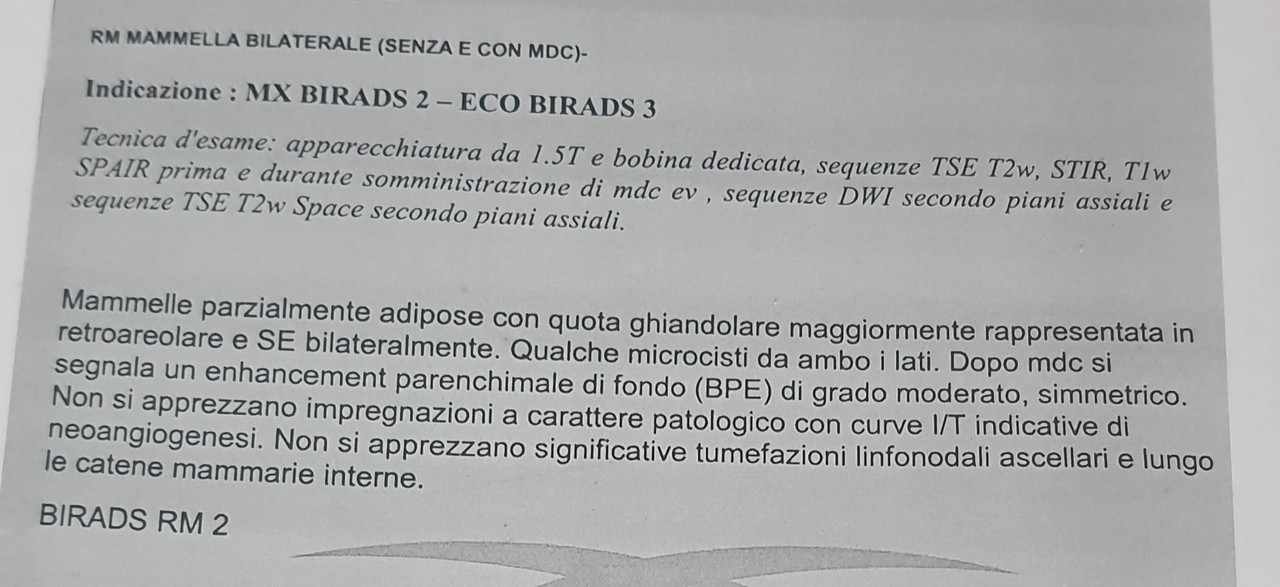 RM MAMMELLA BILATERALE (SENZA E CON MDC)-
Indicazione : MX BIRADS 2 – ECO BIRADS 3
Tecnica d'esame: apparecchiatura da 1.5T e bobina dedicata, sequenze TSE T2w, STIR, T1w
SPAIR prima e durante somministrazione di mdc ev , sequenze DWI secondo piani assiali e
sequenze TSE T2w Space secondo piani assiali.
Mammelle parzialmente adipose con quota ghiandolare maggiormente rappresentata in
retroareolare e SE bilateralmente. Qualche microcisti da ambo i lati. Dopo mdc si
segnala un enhancement parenchimale di fondo (BPE) di grado moderato, simmetrico.
Non si apprezzano impregnazioni a carattere patologico con curve I/T indicative di
neoangiogenesi. Non si apprezzano significative tumefazioni linfonodali ascellari e lungo
le catene mammarie interne.
BIRADS RM 2